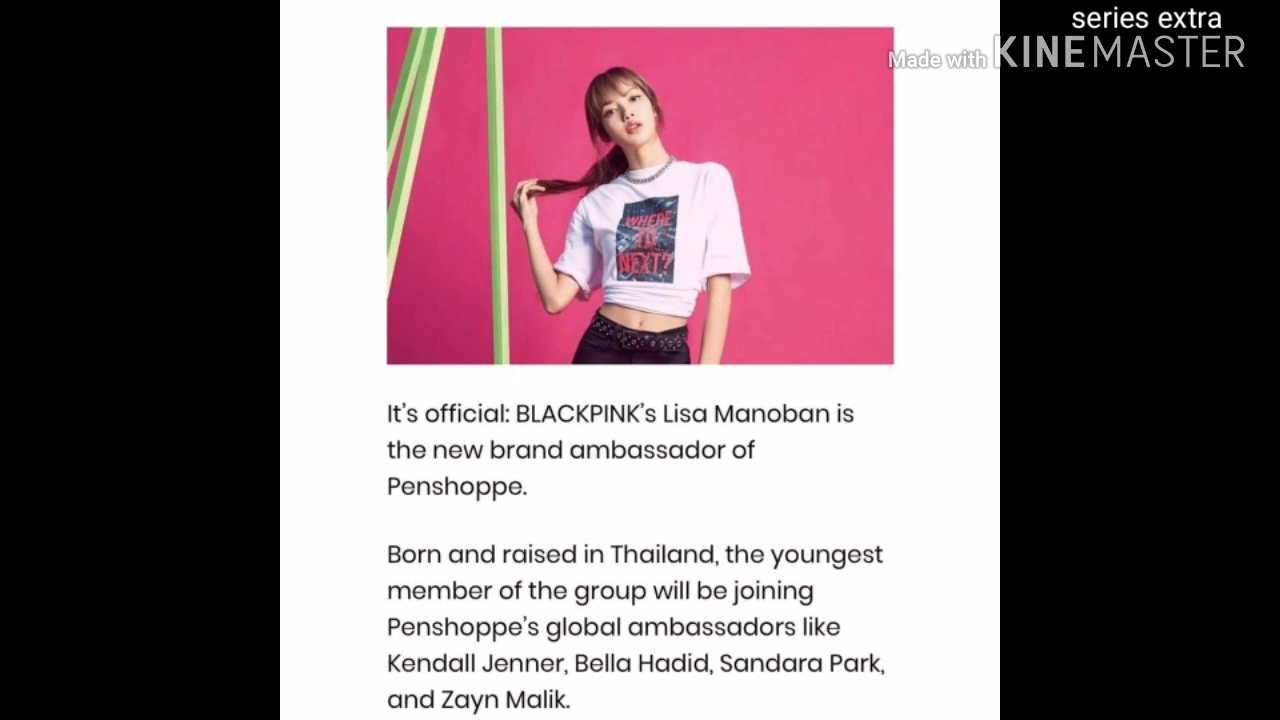 series extra
Made with KINEMASTER
WHERE
TO
NEXT?
It's official: BLACKPINK's Lisa Manoban is
the new brand ambassador of
Penshoppe.
Born and raised in Thailand, the youngest
member of the group will be joining
Penshoppe's global ambassadors like
Kendall Jenner, Bella Hadid, Sandara Park,
and Zayn Malik.